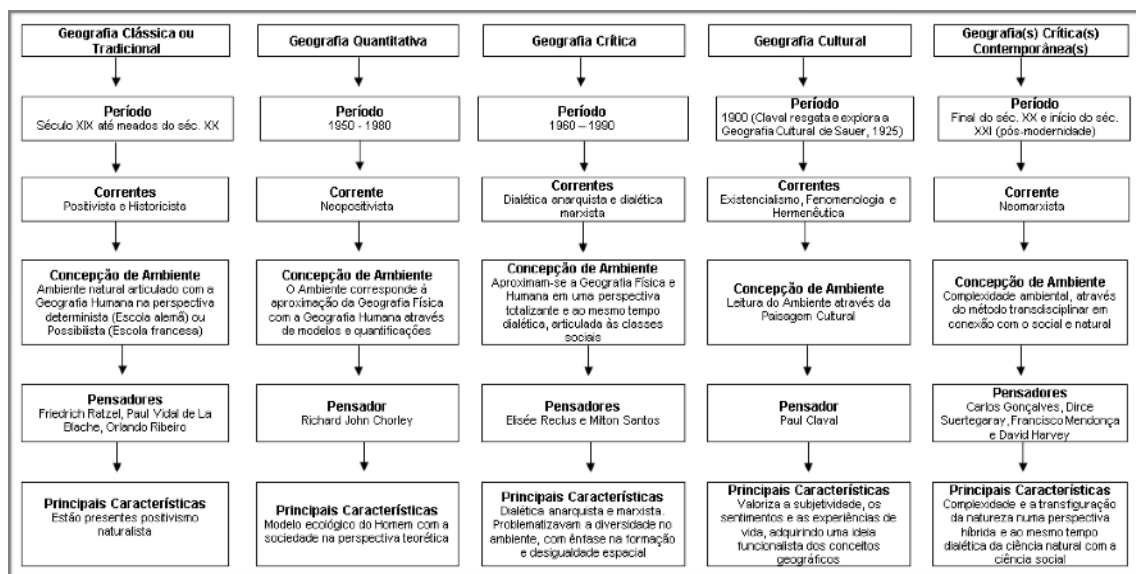 Geografia Clássica ou
Tradicional
Período
Século XIX até meados do séc. XX
Correntes
Positivista e Historicista
Concepção de Ambiente
Ambiente natural articulado com a
Geografia Humana na perspectiva
determinista (Escola alemã) ou
Possibilista (Escola francesa)
Pensadores
Friedrich Ratzel, Paul Vidal de La
Blache, Orlando Ribeiro
Principais Características
Estão presentes positivismo
naturalista
Geografia Quantitativa
Período
1950 - 1980
Corrente
Neopositivista
Concepção de Ambiente
O Ambiente corresponde à
aproximação da Geografia Física
com a Geografia Humana através
de modelos e quantificações
Pensador
Richard John Chorley
Principais Características
Modelo ecológico do Homem com a
sociedade na perspectiva teorética
Geografia Crítica
Período
1960 – 1990
Correntes
Dialética anarquista e dialética
marxista
Concepção de Ambiente
Aproximam-se a Geografia Física e
Humana em uma perspectiva
totalizante e ao mesmo tempo
dialética, articulada às classes
sociais
Pensadores
Elisée Reclus e Milton Santos
Principais Características
Dialética anarquista e marxista.
Problematizavam a diversidade no
ambiente, com ênfase na formação
e desigualdade espacial
Geografia Cultural
Período
1900 (Claval resgata e explora a
Geografia Cultural de Sauer, 1925)
Correntes
Existencialismo, Fenomenologia e
Hermenêutica
Concepção de Ambiente
Leitura do Ambiente através da
Paisagem Cultural
Pensador
Paul Claval
Principais Características
Valoriza a subjetividade, os
sentimentos e as experiências de
vida, adquirindo uma ideia
funcionalista dos conceitos
geográficos
Geografia(s) Crítica(s)
Contemporânea(s)
Período
Final do séc. XX e início do séc.
XXI (pós-modernidade)
Corrente
Neomarxista
Concepção de Ambiente
Complexidade ambiental, através
do método transdisciplinar em
conexão com o social e natural
Pensadores
Carlos Gonçalves, Dirce
Suertegaray, Francisco Mendonça
e David Harvey
Principais Características
Complexidade e a transfiguração
da natureza numa perspectiva
híbrida e ao mesmo tempo
dialética da ciência natural com a
ciência social